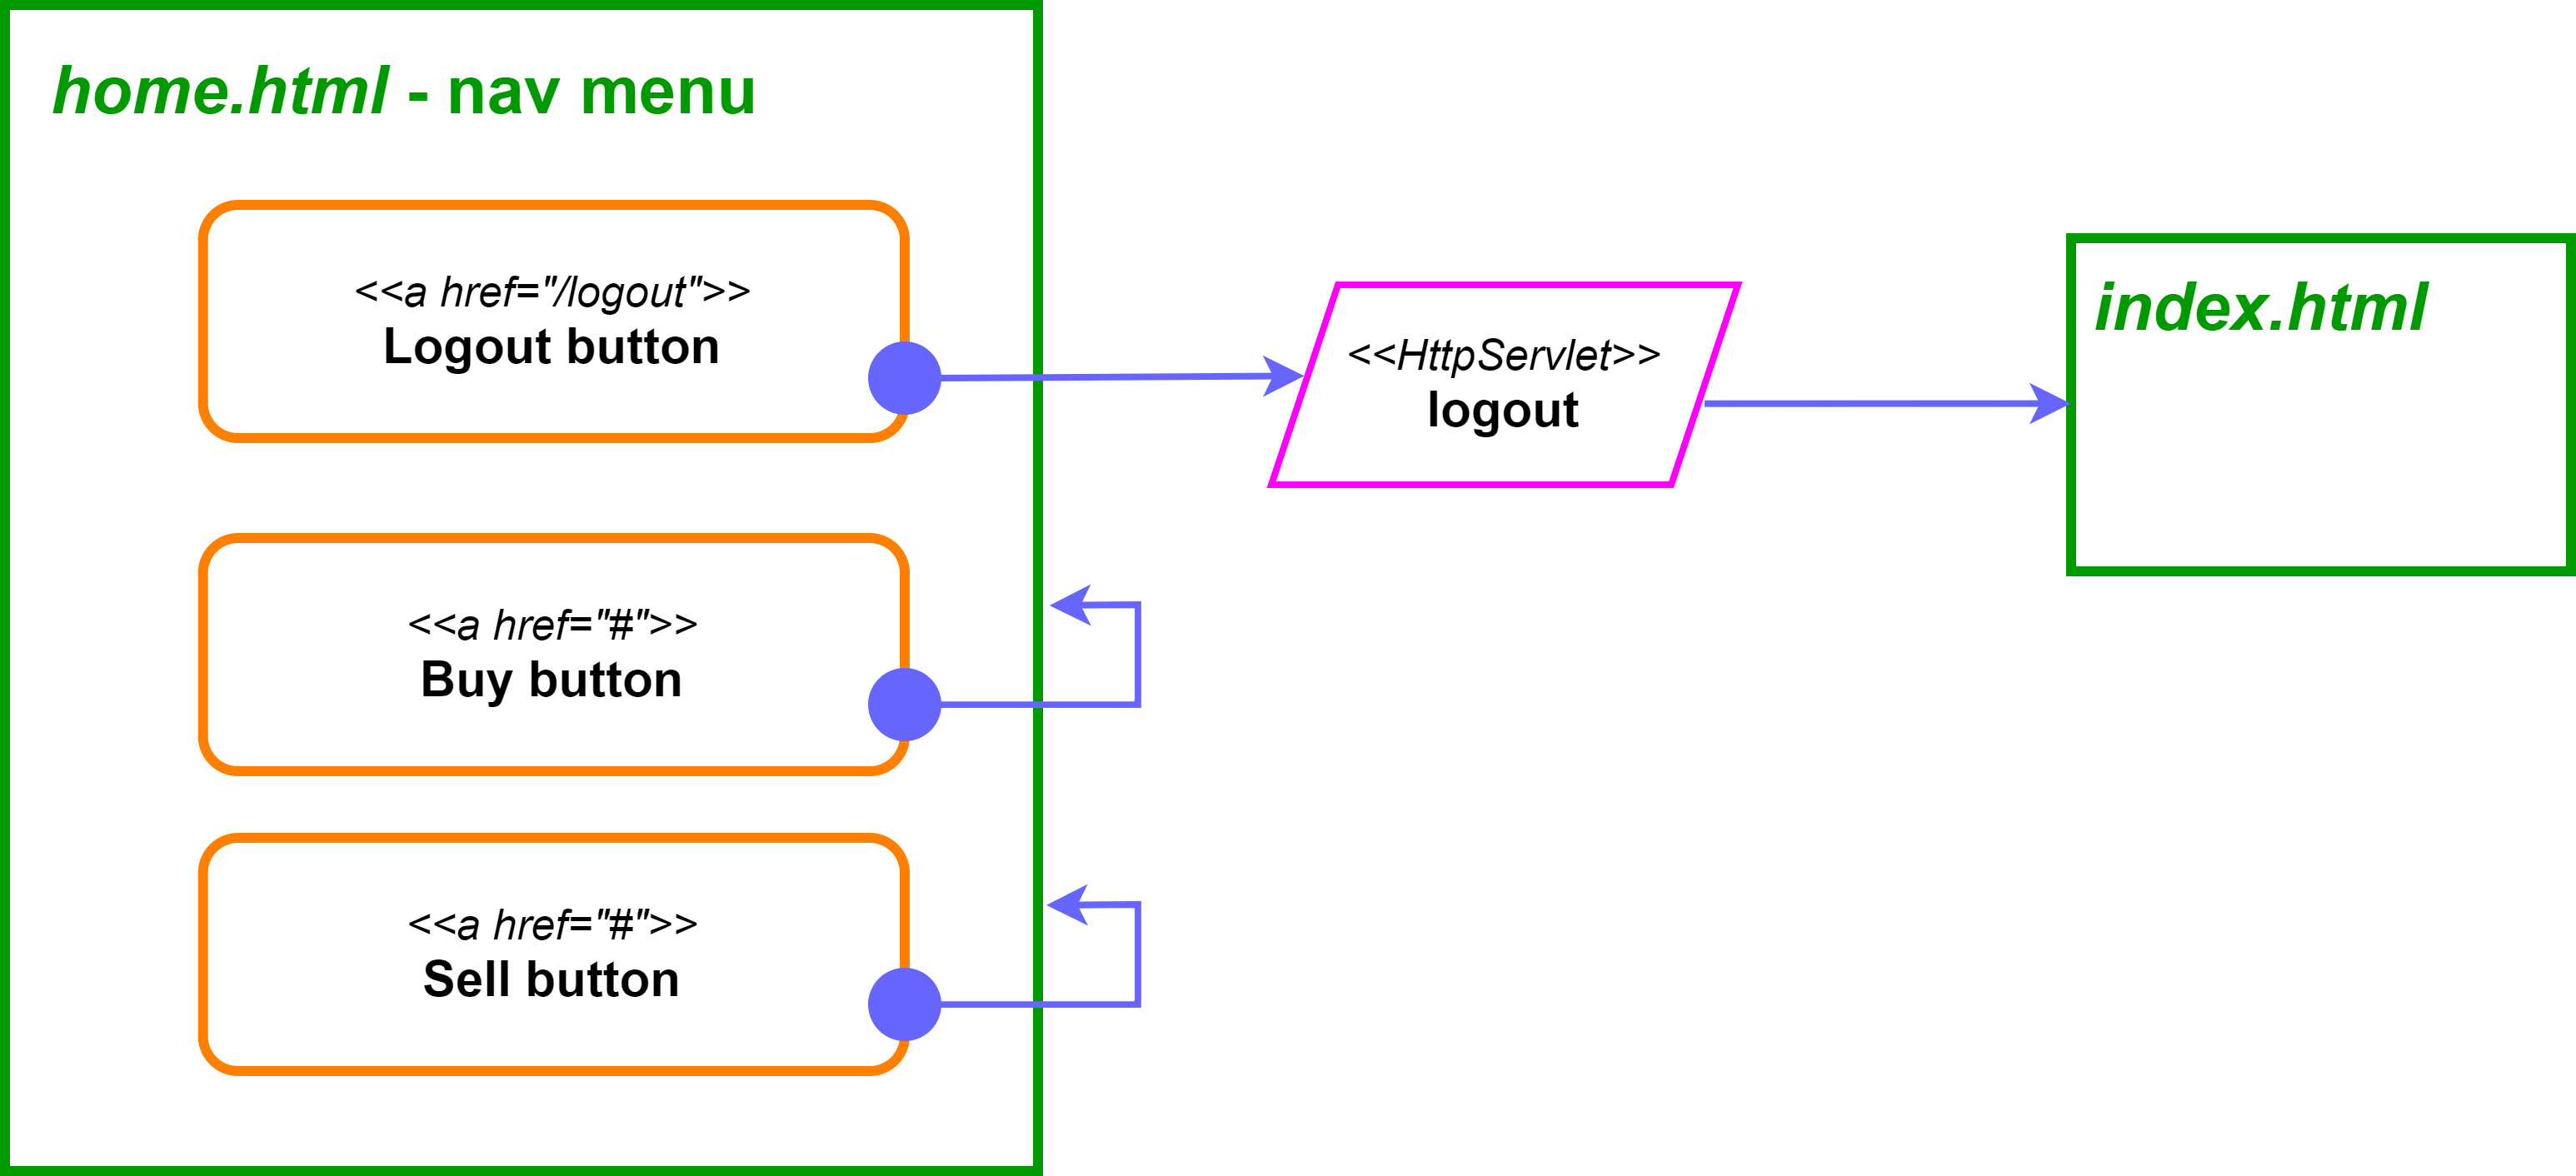 home.html - nav menu
<<a href="/logout">>
Logout button
<<HttpServlet>>
logout
index.html
<<a href="#">>
Buy button
<<a href="#">>
Sell button